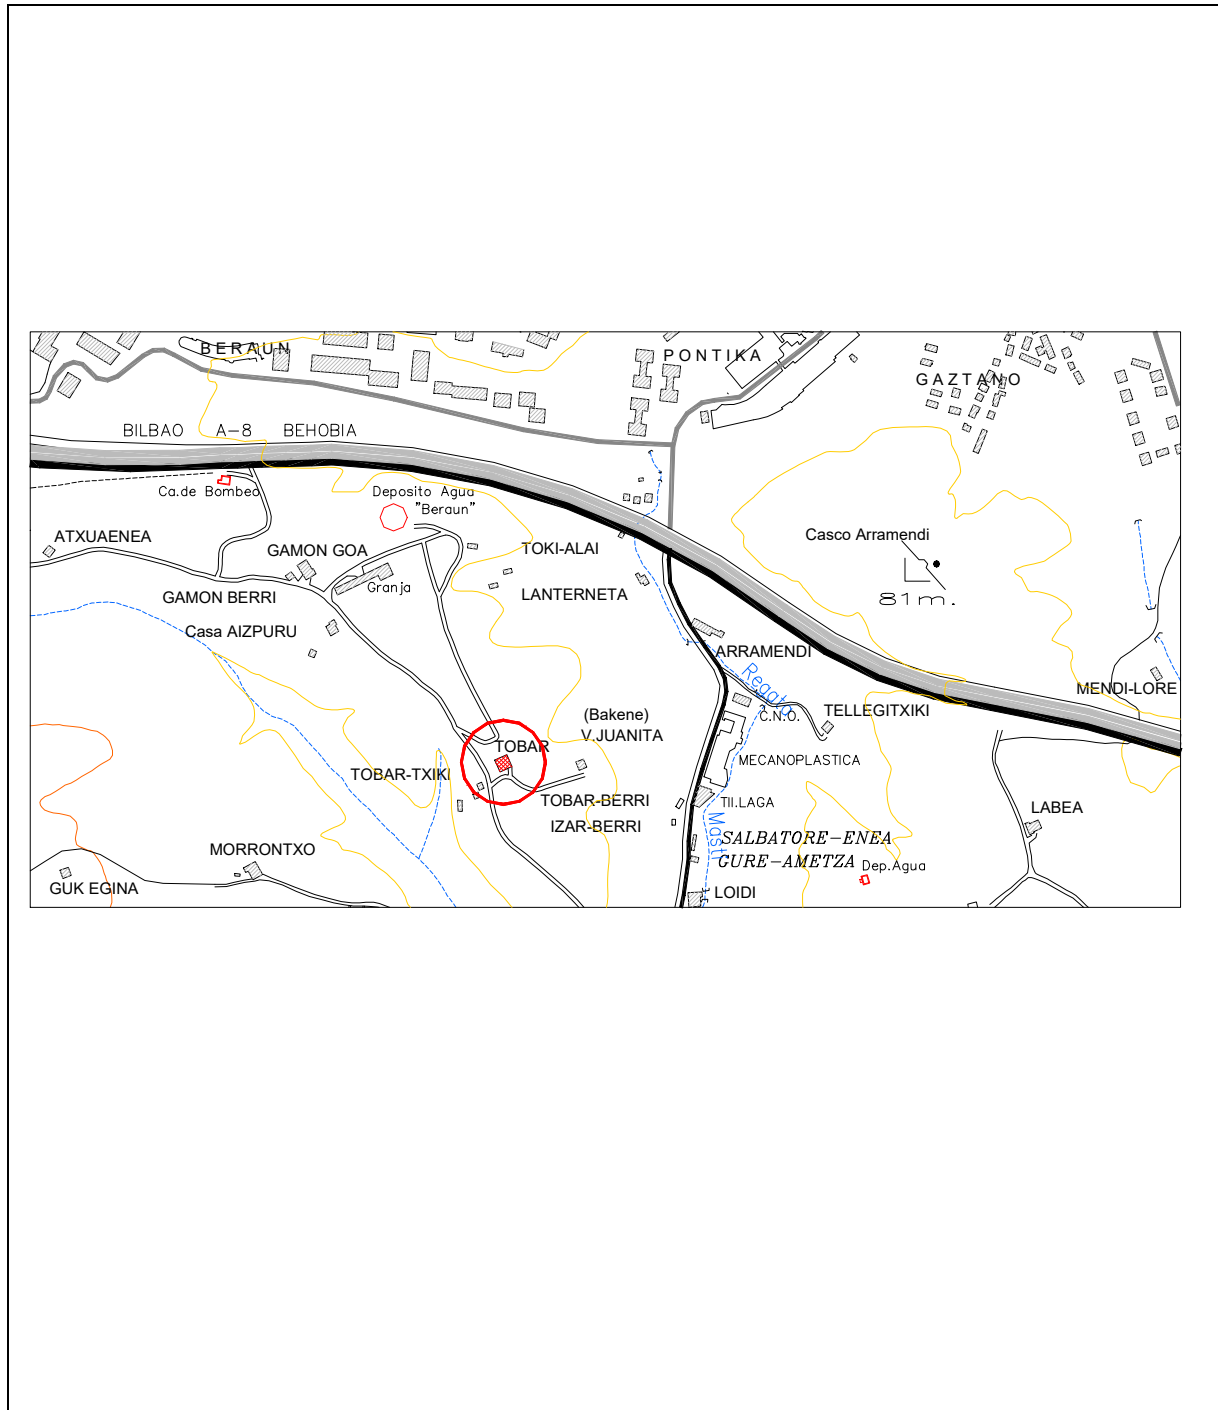 BERAUN
PONTIKA
GAZTANO
BILBAO A-8 BEHOBIA
Ca.de Bombeo
Deposito Agua
"Beraun"
ATXUAENEA
GAMON GOA
TOKI-ALAI
Casco Arramendi
Granja
LANTERNETA
GAMON BERRI
81m.
Casa AIZPURU
ARRAMENDI
Regata
MENDI-LORE
(Bakene)
V.JUANITA
C.N.O.
TELLEGITXIKI
TOBAR
MECANOPLASTICA
TOBAR-TXIKI
TOBAR-BERRI
TII.LAGA
LABEA
IZAR-BERRI
Masti
SALBATORE-ENEA
MORRONTXO
GURE-AMETZA
Dep.Agua
GUK EGINA
LOIDI